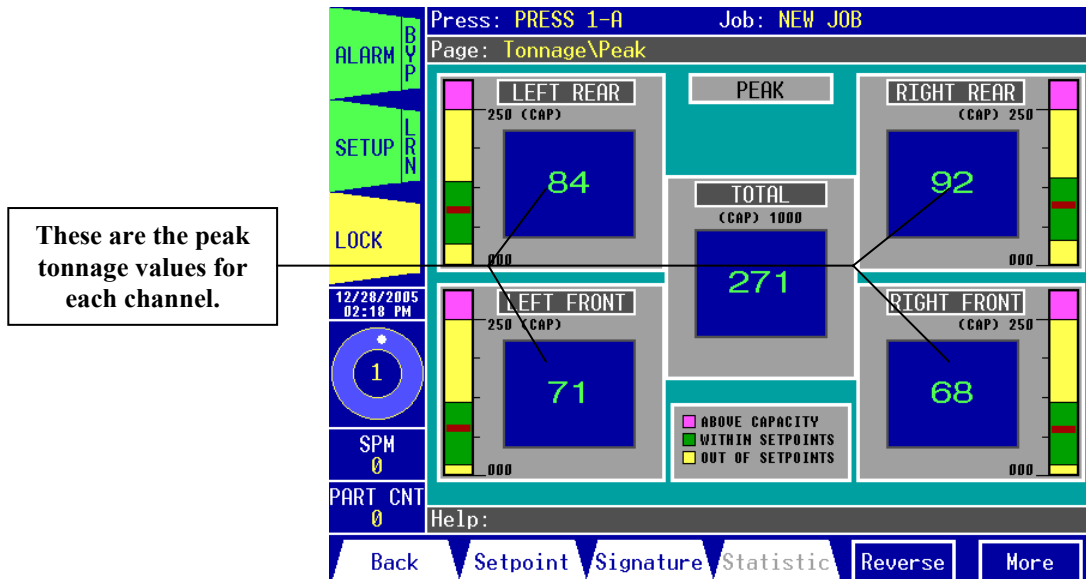 These are the peak
tonnage values for
each channel.
ALARM
BYP
SETUP
LRN
LOCK
12/28/2005
02:18 PM
1
SPM
0
PART CNT
0
Press: PRESS 1-A
Job: NEW JOB
Page: Tonnage\Peak
LEFT REAR
250 (CAP)
84
000
PEAK
RIGHT REAR
(CAP) 250
92
000
TOTAL
(CAP) 1000
271
LEFT FRONT
250 (CAP)
71
000
RIGHT FRONT
(CAP) 250
68
000
ABOVE CAPACITY
WITHIN SETPOINTS
OUT OF SETPOINTS
Help:
Back
Setpoint
Signature
Statistic
Reverse
More